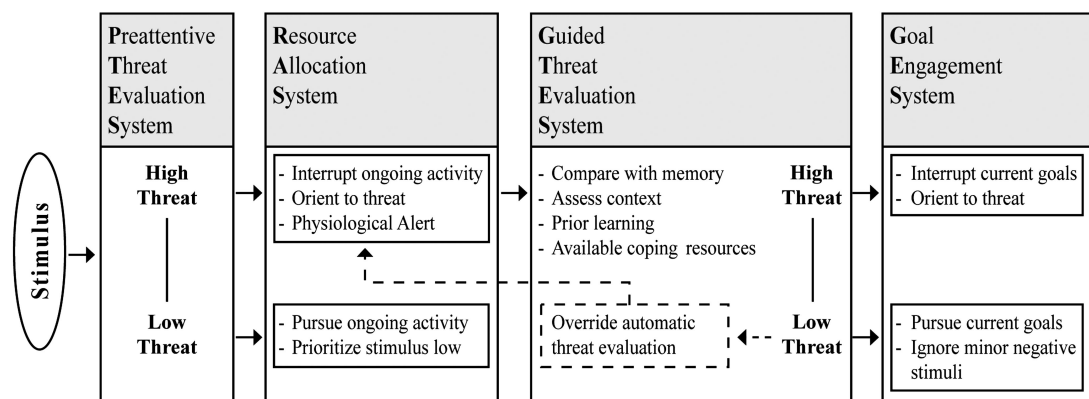 Stimulus
Preattentive
Threat
Evaluation
System
High
Threat
Low
Threat
Resource
Allocation
System
- Interrupt ongoing activity
- Orient to threat
- Physiological Alert
- Pursue ongoing activity
- Prioritize stimulus low
Guided
Threat
Evaluation
System
- Compare with memory
- Assess context
- Prior learning
- Available coping resources
High
Threat
Override automatic
threat evaluation
Low
Threat
Goal
Engagement
System
- Interrupt current goals
- Orient to threat
- Pursue current goals
- Ignore minor negative
stimuli